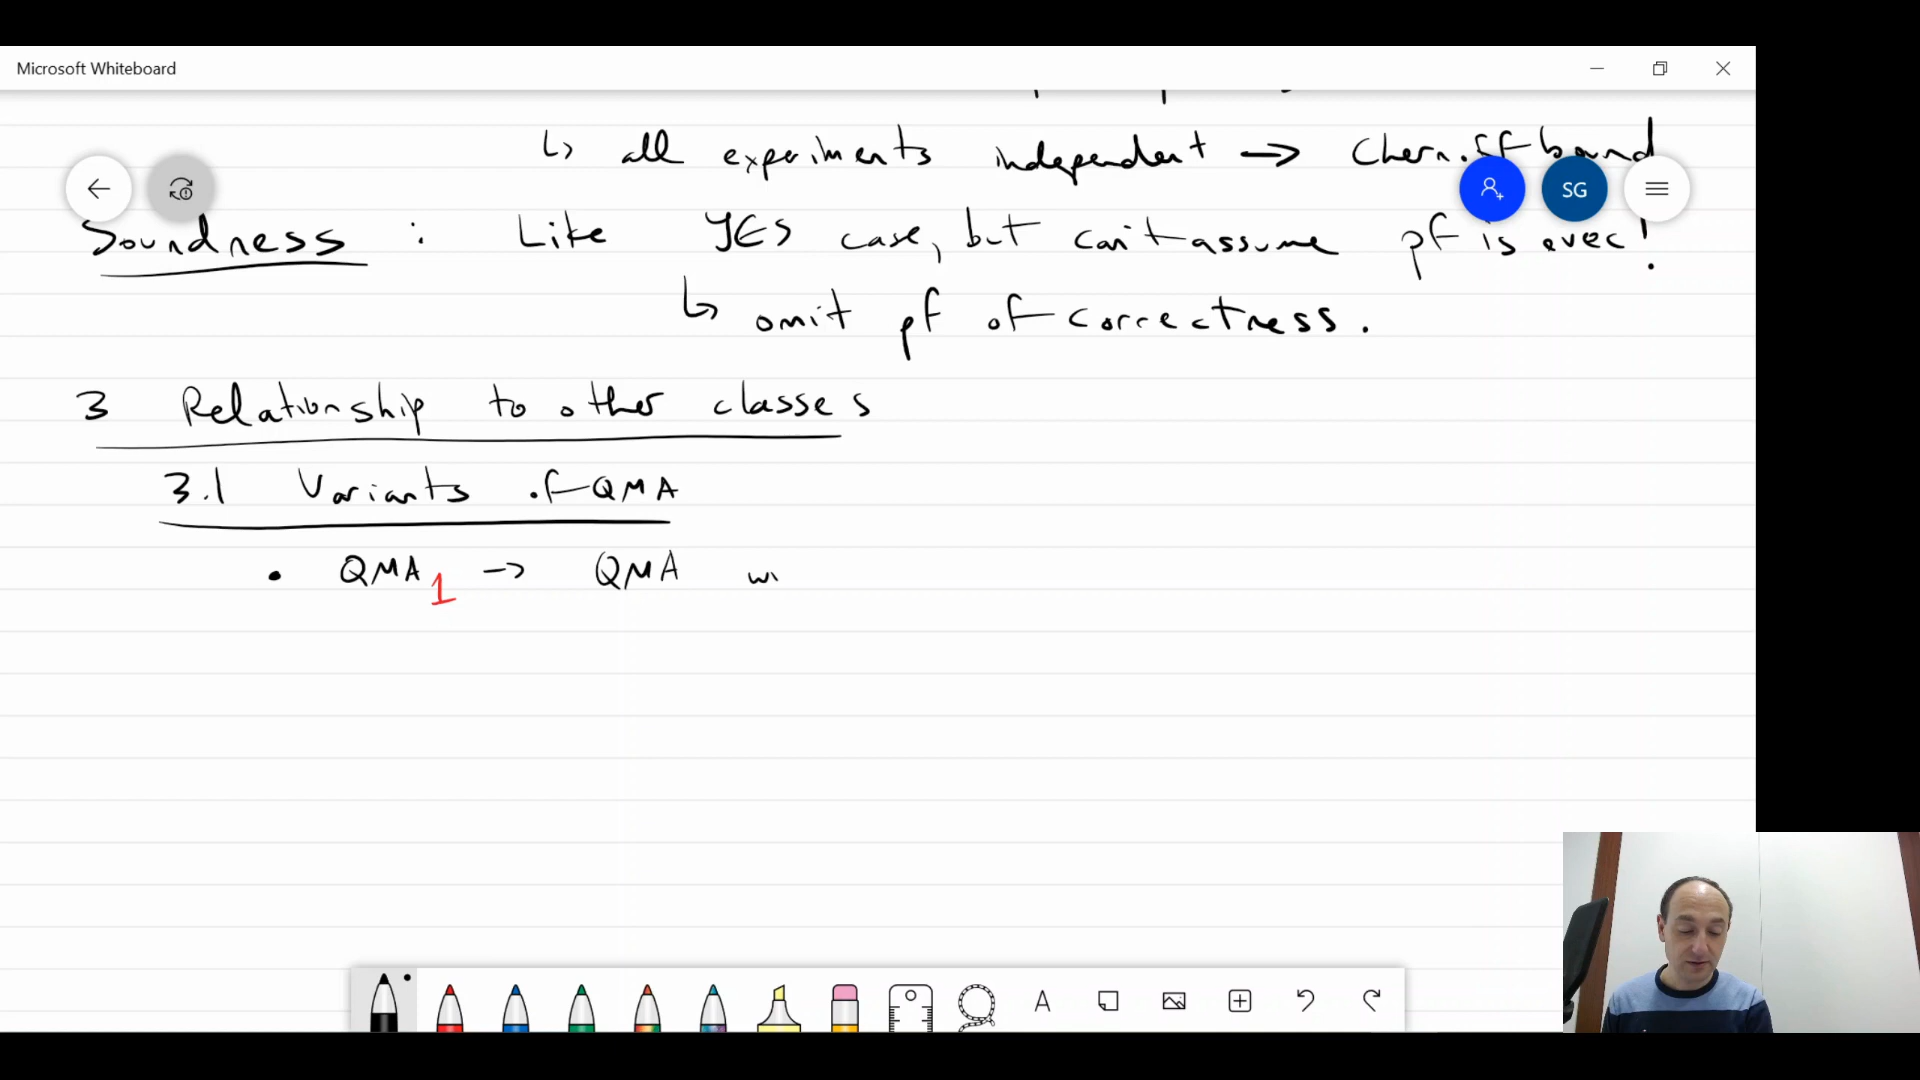 Microsoft Whiteboard
↳ all experiments independent → Chernoff bound
SG
Soundness : Like YES case, but can't assume pf is evec!
↳ omit pf of correctness.
3 Relationship to other classes
3.1 Variants of QMA
• QMA₁ → QMA w
A